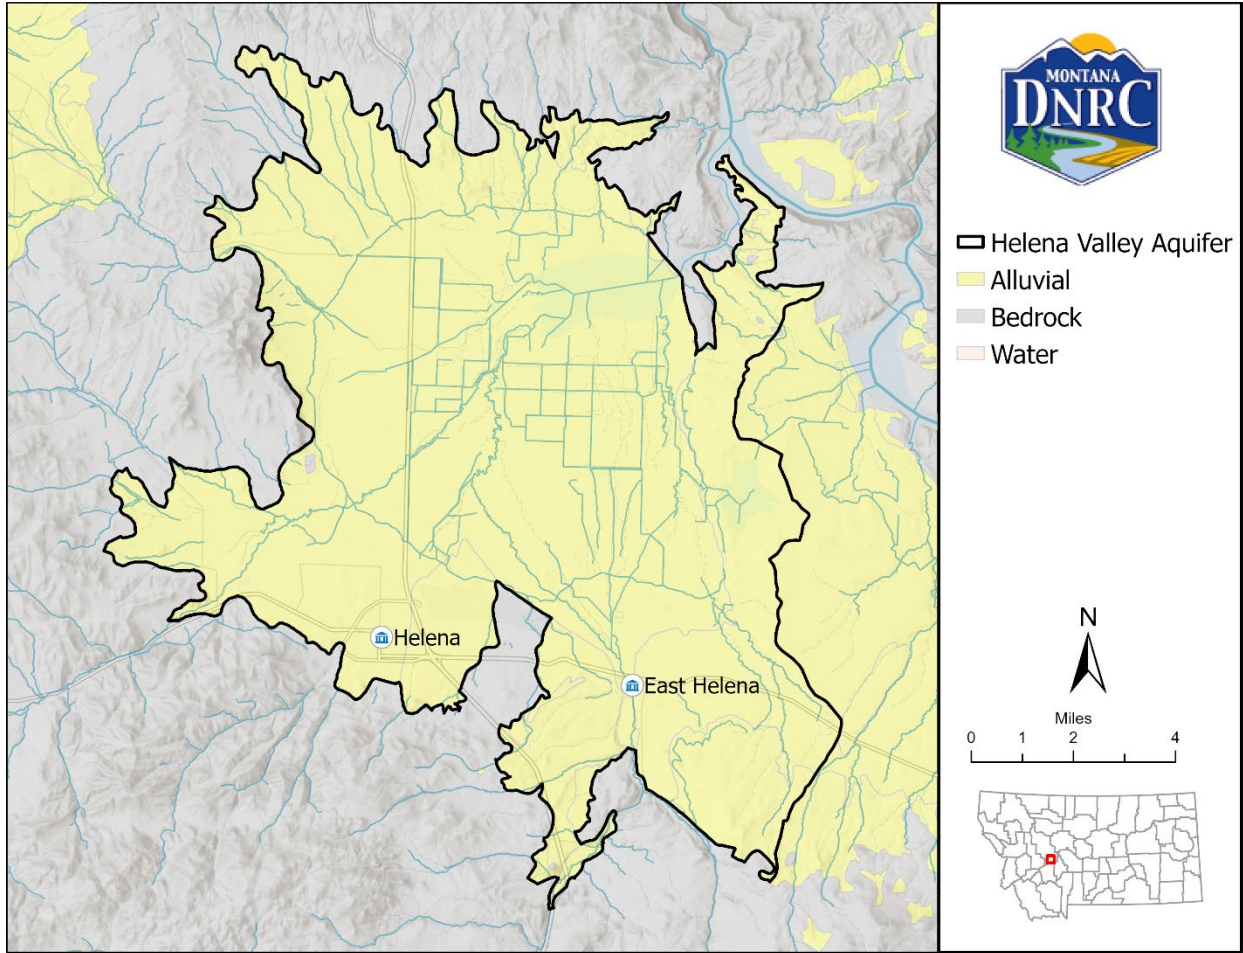 MONTANA
DNRC
Helena Valley Aquifer
Alluvial
Bedrock
Water
Helena
East Helena
N
Miles
0 1 2 4